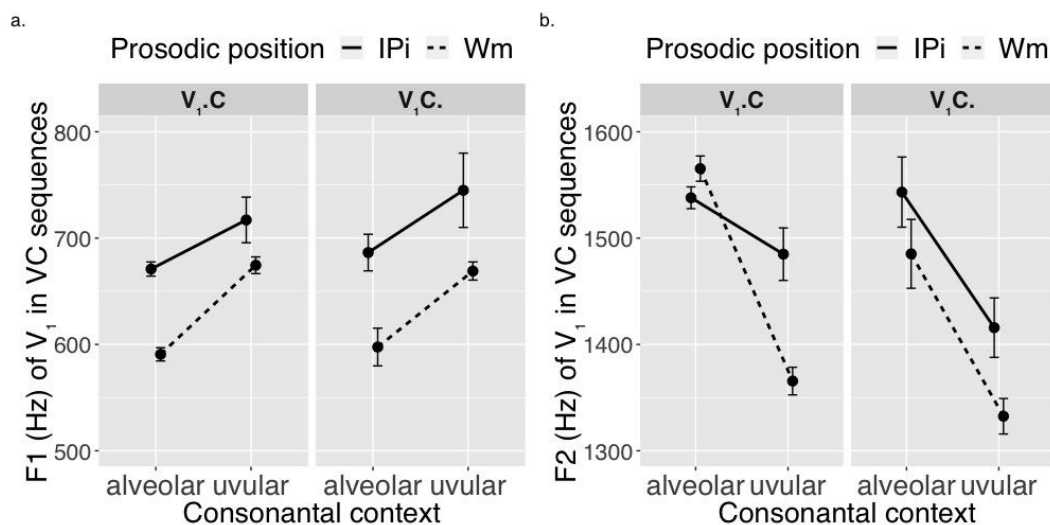 a.
Prosodic position IPi Wm
V₁.C V₁C.
F1 (Hz) of V₁ in VC sequences
800
700
600
500
alveolar uvular alveolar uvular
Consonantal context
b.
Prosodic position IPi Wm
V₁.C V₁C.
F2 (Hz) of V₁ in VC sequences
1600
1500
1400
1300
alveolar uvular alveolar uvular
Consonantal context